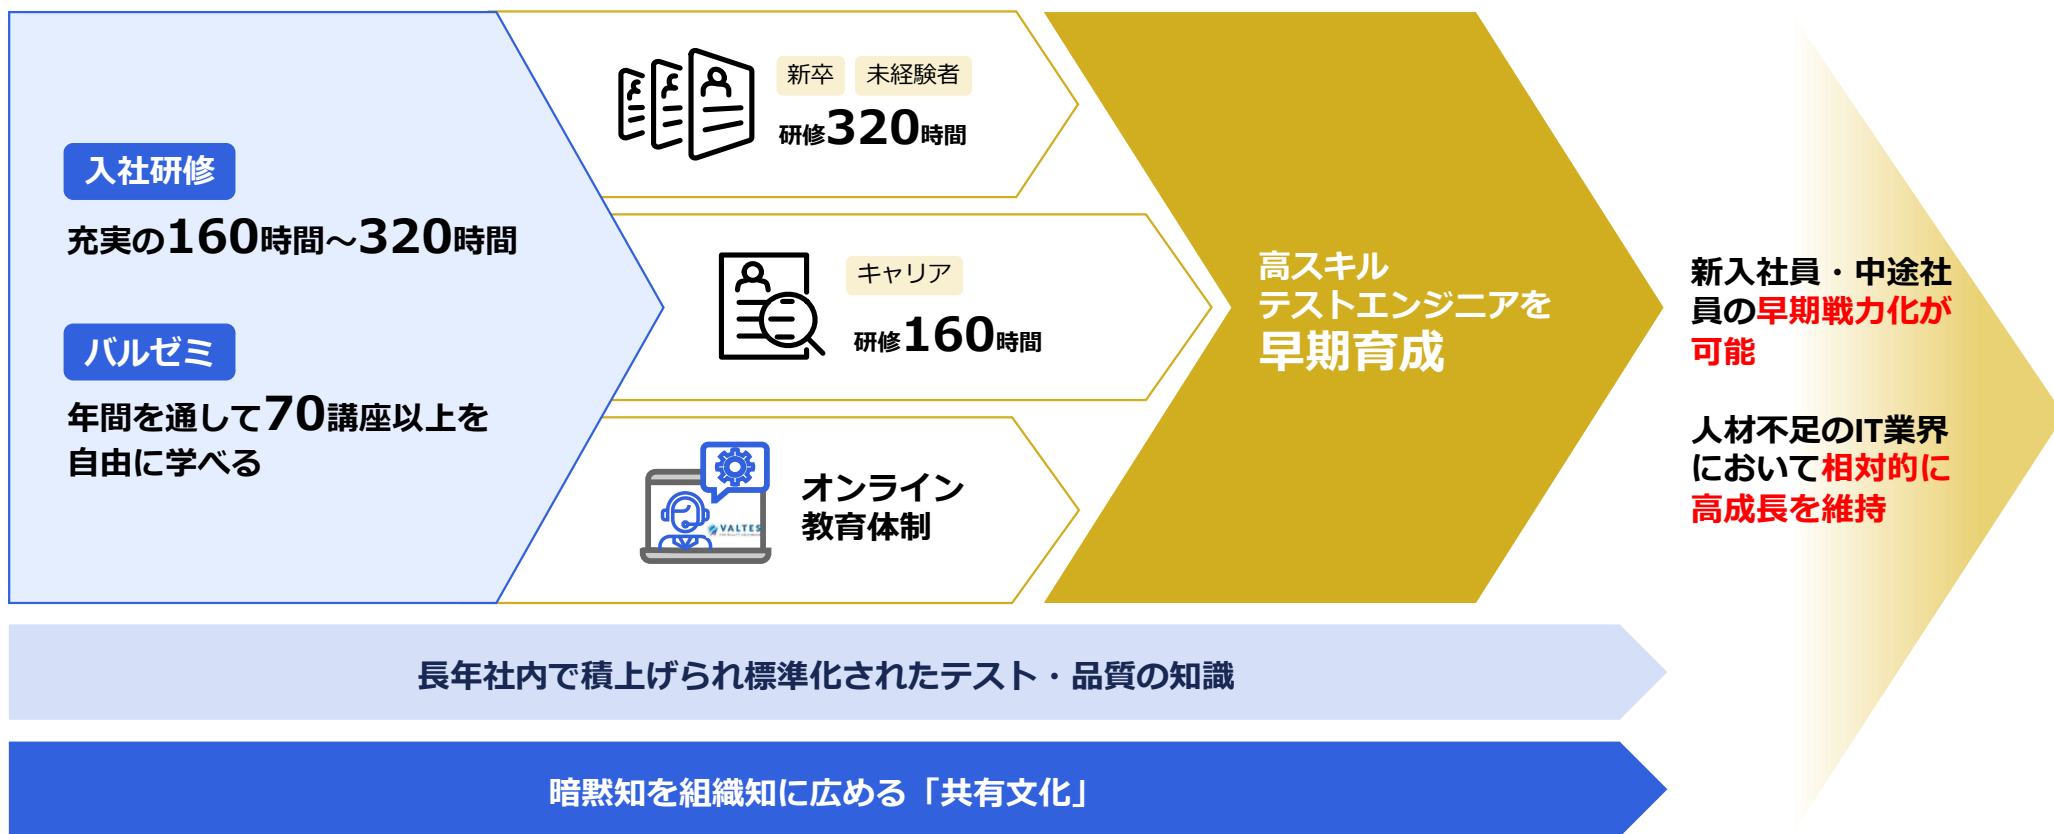 入社研修
充実の160時間～320時間
バルゼミ
年間を通して70講座以上を
自由に学べる
新卒 未経験者
研修320時間
キャリア
研修160時間
VALTES
オンライン
教育体制
高スキル
テストエンジニアを
早期育成
新入社員・中途社
員の早期戦力化が
可能
人材不足のIT業界
において相対的に
高成長を維持
長年社内で積上げられ標準化されたテスト・品質の知識
暗黙知を組織知に広める「共有文化」